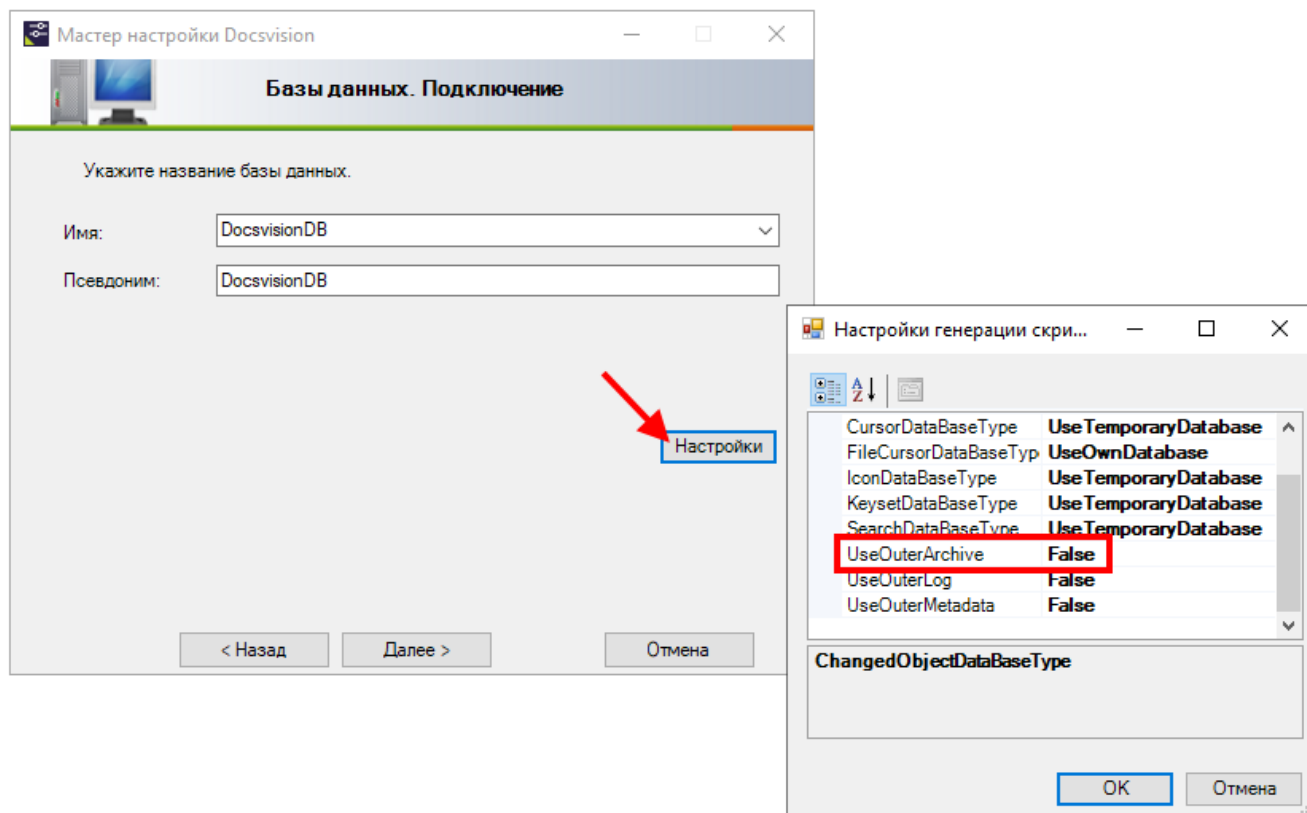 Мастер настройки Docsvision
Базы данных. Подключение
Укажите название базы данных.
Имя:
DocsvisionDB
Псевдоним:
DocsvisionDB
Настройки
< Назад
Далее >
Отмена
Настройки генерации скри...
CursorDataBaseType UseTemporaryDatabase
FileCursorDataBaseTyp UseOwnDatabase
IconDataBaseType UseTemporaryDatabase
KeysetDataBaseType UseTemporaryDatabase
SearchDataBaseType UseTemporaryDatabase
UseOuterArchive False
UseOuterLog False
UseOuterMetadata False
ChangedObjectDataBaseType
OK
Отмена